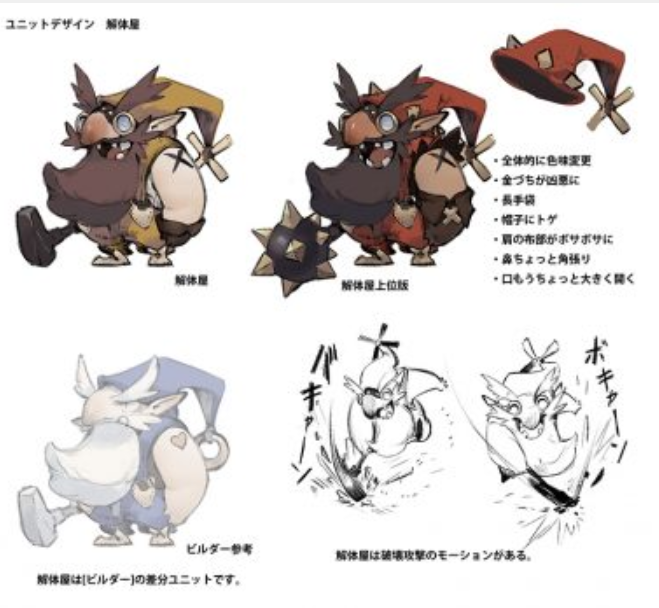 ユニットデザイン 解体屋
・全体的に色味変更
・金づちが凶悪に
・長手袋
・帽子にトゲ
・肩の布部がボサボサに
・鼻ちょっと角張り
・口もうちょっと大きく開く
解体屋
解体屋上位版
バキャーン
ボキャーン
ビルダー参考
解体屋は破壊攻撃のモーションがある。
解体屋は[ビルダー]の差分ユニットです。